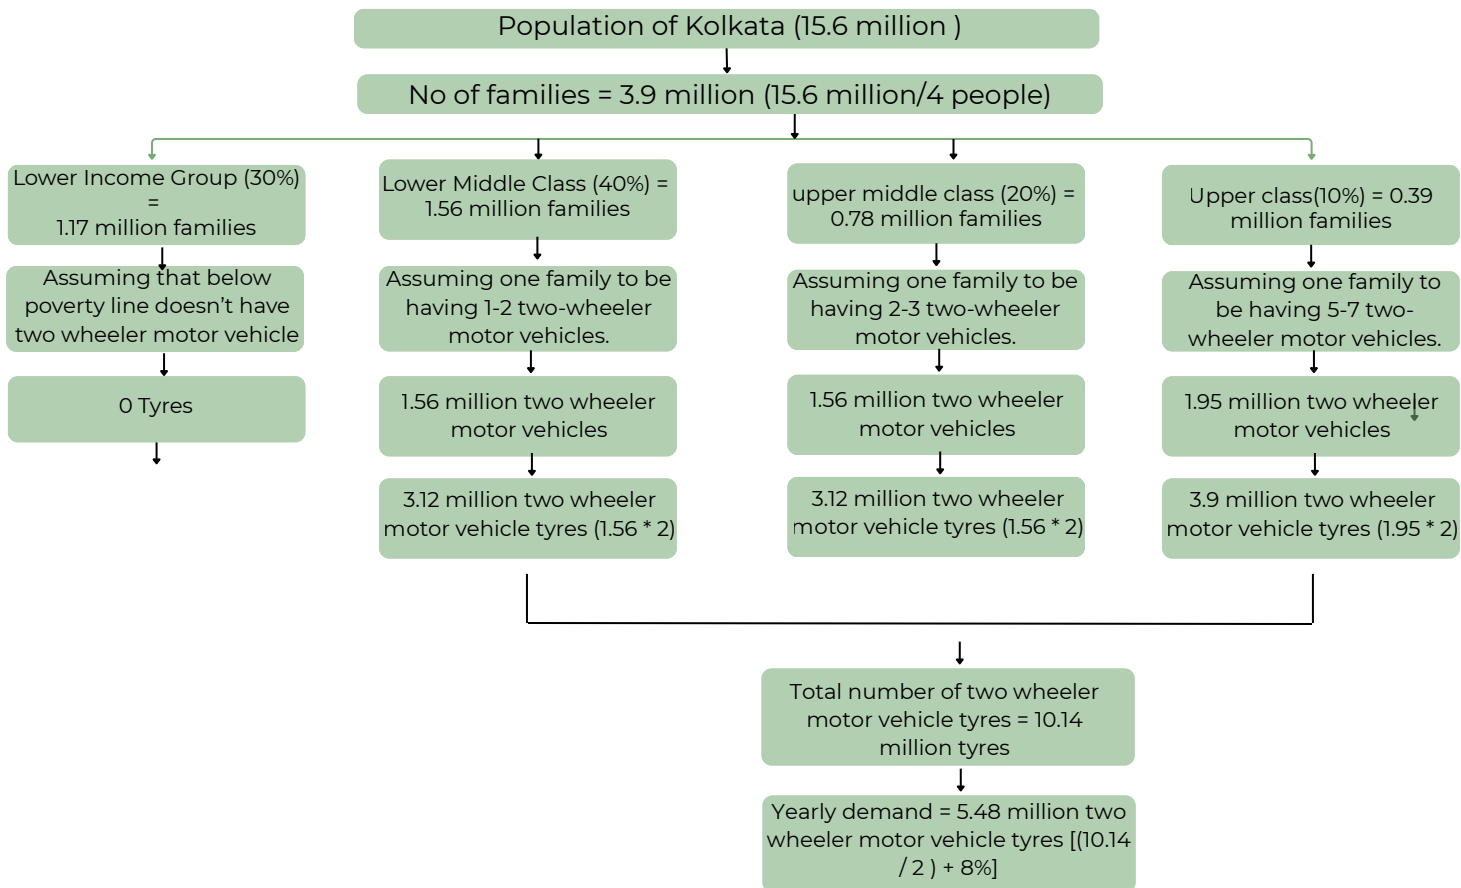 Population of Kolkata (15.6 million )
No of families = 3.9 million (15.6 million/4 people)
Lower Income Group (30%)
=
1.17 million families
Lower Middle Class (40%) =
1.56 million families
upper middle class (20%) =
0.78 million families
Upper class(10%) = 0.39
million families
Assuming that below
poverty line doesn't have
two wheeler motor vehicle
Assuming one family to be
having 1-2 two-wheeler
motor vehicles.
Assuming one family to be
having 2-3 two-wheeler
motor vehicles.
Assuming one family to
be having 5-7 two-
wheeler motor vehicles.
0 Tyres
1.56 million two wheeler
motor vehicles
1.56 million two wheeler
motor vehicles
1.95 million two wheeler
motor vehicles
3.12 million two wheeler
motor vehicle tyres (1.56 * 2)
3.12 million two wheeler
motor vehicle tyres (1.56 * 2)
3.9 million two wheeler
motor vehicle tyres (1.95 * 2)
Total number of two wheeler
motor vehicle tyres = 10.14
million tyres
Yearly demand = 5.48 million two
wheeler motor vehicle tyres [(10.14
/ 2 ) + 8%]